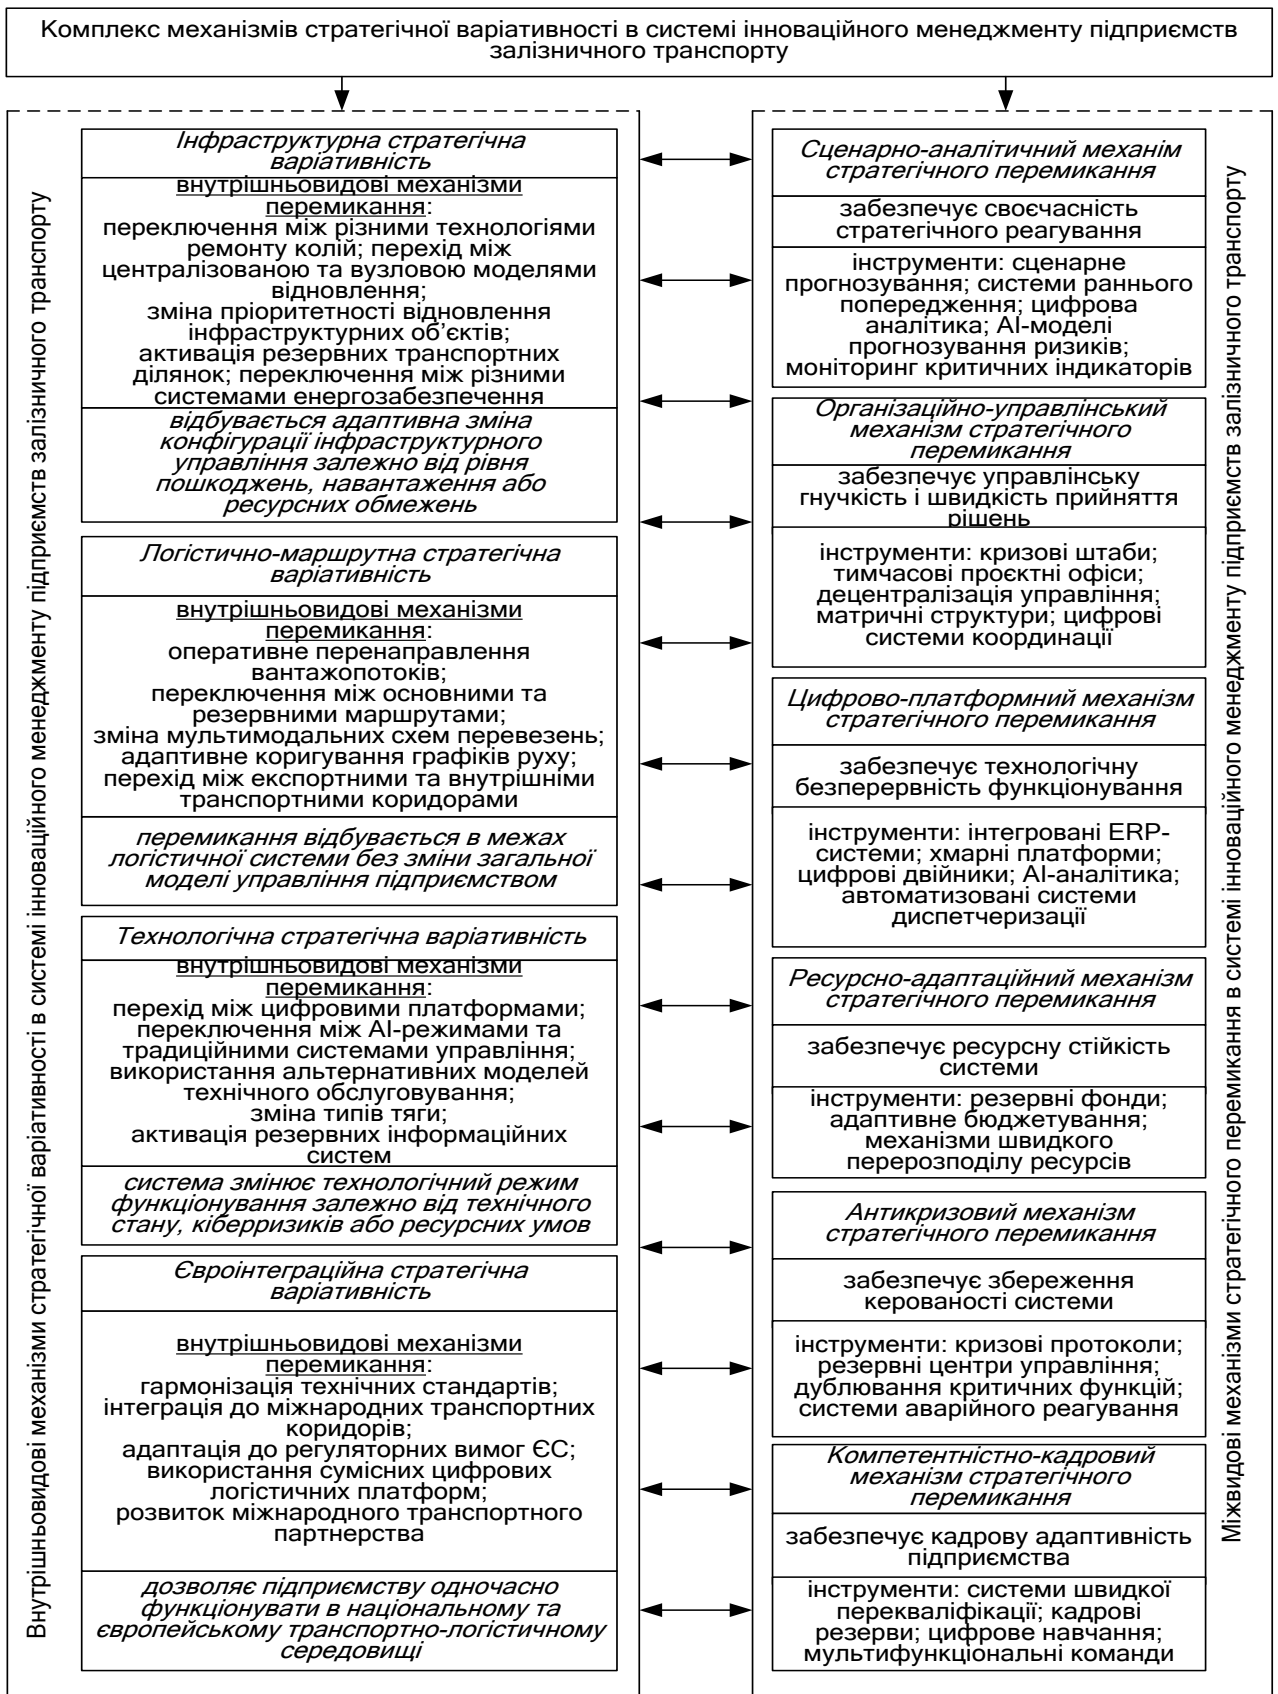 Комплекс механізмів стратегічної варіативності в системі інноваційного менеджменту підприємств
залізничного транспорту
Внутрішньовидові механізми стратегічної варіативності в системі інноваційного менеджменту підприємств залізничного транспорту
Інфраструктурна стратегічна
варіативність
внутрішньовидові механізми
перемикання:
переключення між різними технологіями
ремонту колій; перехід між
централізованою та вузловою моделями
відновлення;
зміна пріоритетності відновлення
інфраструктурних об’єктів;
активація резервних транспортних
ділянок; переключення між різними
системами енергозабезпечення
відбувається адаптивна зміна
конфігурації інфраструктурного
управління залежно від рівня
пошкоджень, навантаження або
ресурсних обмежень
Логістично-маршрутна стратегічна
варіативність
внутрішньовидові механізми
перемикання:
оперативне перенаправлення
вантажопотоків;
переключення між основними та
резервними маршрутами;
зміна мультимодальних схем перевезень;
адаптивне коригування графіків руху;
перехід між експортними та внутрішніми
транспортними коридорами
перемикання відбувається в межах
логістичної системи без зміни загальної
моделі управління підприємством
Технологічна стратегічна варіативність
внутрішньовидові механізми
перемикання:
перехід між цифровими платформами;
переключення між AI-режимами та
традиційними системами управління;
використання альтернативних моделей
технічного обслуговування;
зміна типів тяги;
активація резервних інформаційних
систем
система змінює технологічний режим
функціонування залежно від технічного
стану, кіберризиків або ресурсних умов
Євроінтеграційна стратегічна
варіативність
внутрішньовидові механізми
перемикання:
гармонізація технічних стандартів;
інтеграція до міжнародних транспортних
коридорів;
адаптація до регуляторних вимог ЄС;
використання сумісних цифрових
логістичних платформ;
розвиток міжнародного транспортного
партнерства
дозволяє підприємству одночасно
функціонувати в національному та
європейському транспортно-логістичному
середовищі
Сценарно-аналітичний механім
стратегічного перемикання
забезпечує своєчасність
стратегічного реагування
інструменти: сценарне
прогнозування; системи раннього
попередження; цифрова
аналітика; AI-моделі
прогнозування ризиків;
моніторинг критичних індикаторів
Організаційно-управлінський
механізм стратегічного
перемикання
забезпечує управлінську
гнучкість і швидкість прийняття
рішень
інструменти: кризові штаби;
тимчасові проєктні офіси;
децентралізація управління;
матричні структури; цифрові
системи координації
Цифрово-платформний механізм
стратегічного перемикання
забезпечує технологічну
безперервність функціонування
інструменти: інтегровані ERP-
системи; хмарні платформи;
цифрові двійники; AI-аналітика;
автоматизовані системи
диспетчеризації
Ресурсно-адаптаційний механізм
стратегічного перемикання
забезпечує ресурсну стійкість
системи
інструменти: резервні фонди;
адаптивне бюджетування;
механізми швидкого
перерозподілу ресурсів
Антикризовий механізм
стратегічного перемикання
забезпечує збереження
керованості системи
інструменти: кризові протоколи;
резервні центри управління;
дублювання критичних функцій;
системи аварійного реагування
Компетентністно-кадровий
механізм стратегічного
перемикання
забезпечує кадрову адаптивність
підприємства
інструменти: системи швидкої
перекваліфікації; кадрові
резерви; цифрове навчання;
мультифункціональні команди
Міжвидові механізми стратегічного перемикання в системі інноваційного менеджменту підприємств залізничного транспорту